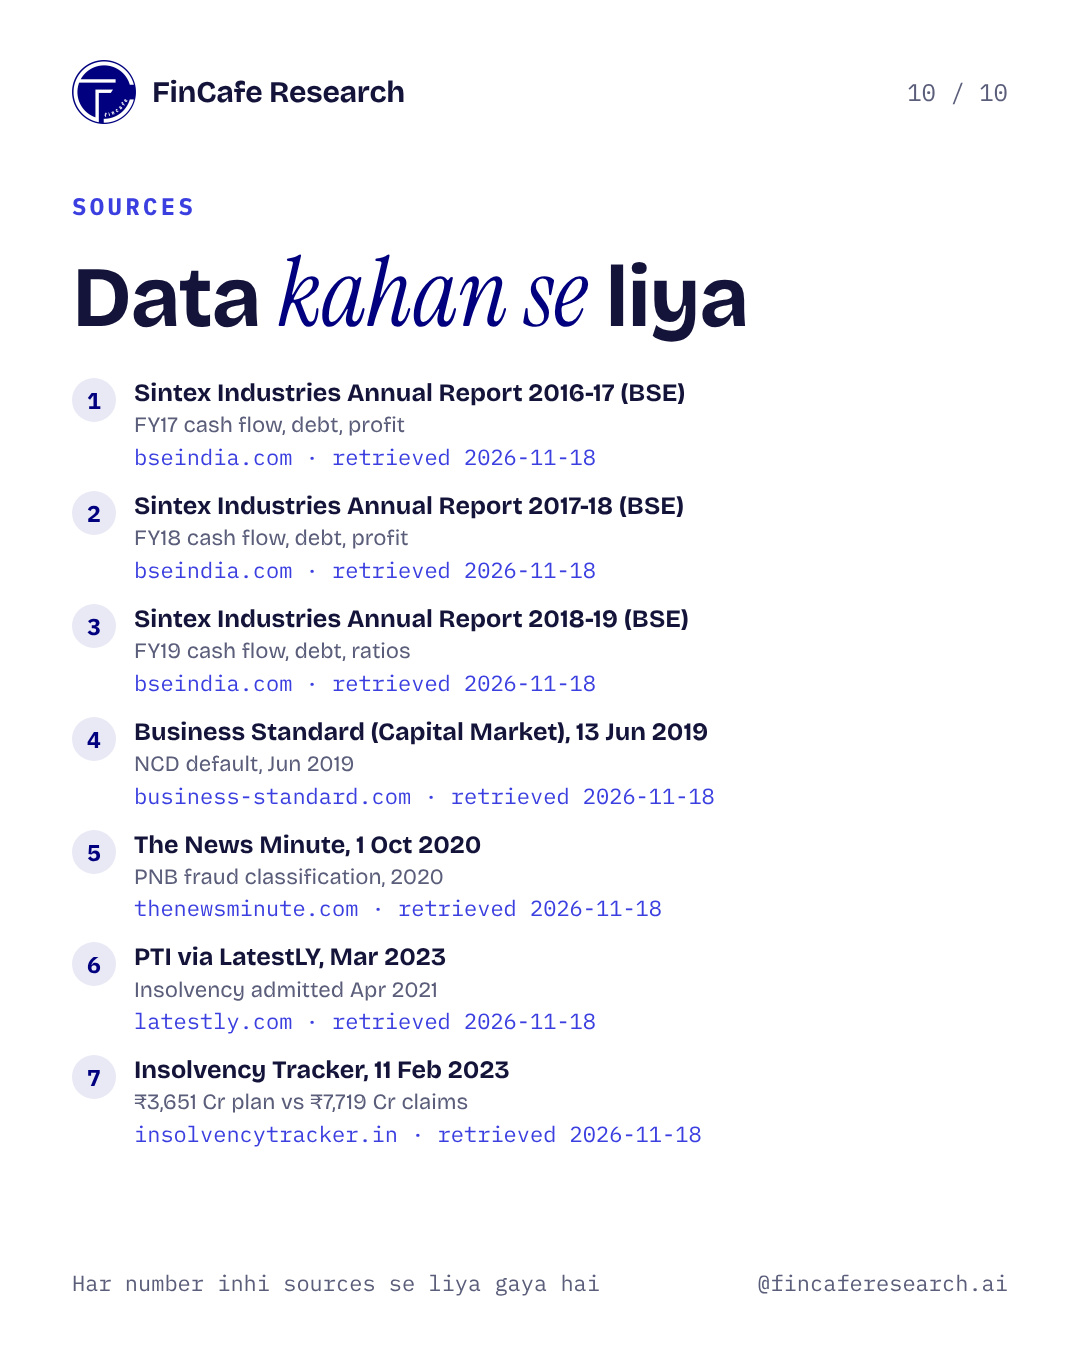 FinCafe Research
10 / 10
SOURCES
Data kahan se liya
1
Sintex Industries Annual Report 2016-17 (BSE)
FY17 cash flow, debt, profit
bseindia.com · retrieved 2026-11-18
2
Sintex Industries Annual Report 2017-18 (BSE)
FY18 cash flow, debt, profit
bseindia.com · retrieved 2026-11-18
3
Sintex Industries Annual Report 2018-19 (BSE)
FY19 cash flow, debt, ratios
bseindia.com · retrieved 2026-11-18
4
Business Standard (Capital Market), 13 Jun 2019
NCD default, Jun 2019
business-standard.com · retrieved 2026-11-18
5
The News Minute, 1 Oct 2020
PNB fraud classification, 2020
thenewsminute.com · retrieved 2026-11-18
6
PTI via LatestLY, Mar 2023
Insolvency admitted Apr 2021
latestly.com · retrieved 2026-11-18
7
Insolvency Tracker, 11 Feb 2023
₹3,651 Cr plan vs ₹7,719 Cr claims
insolvencytracker.in · retrieved 2026-11-18
Har number inhi sources se liya gaya hai
@fincaferesearch.ai